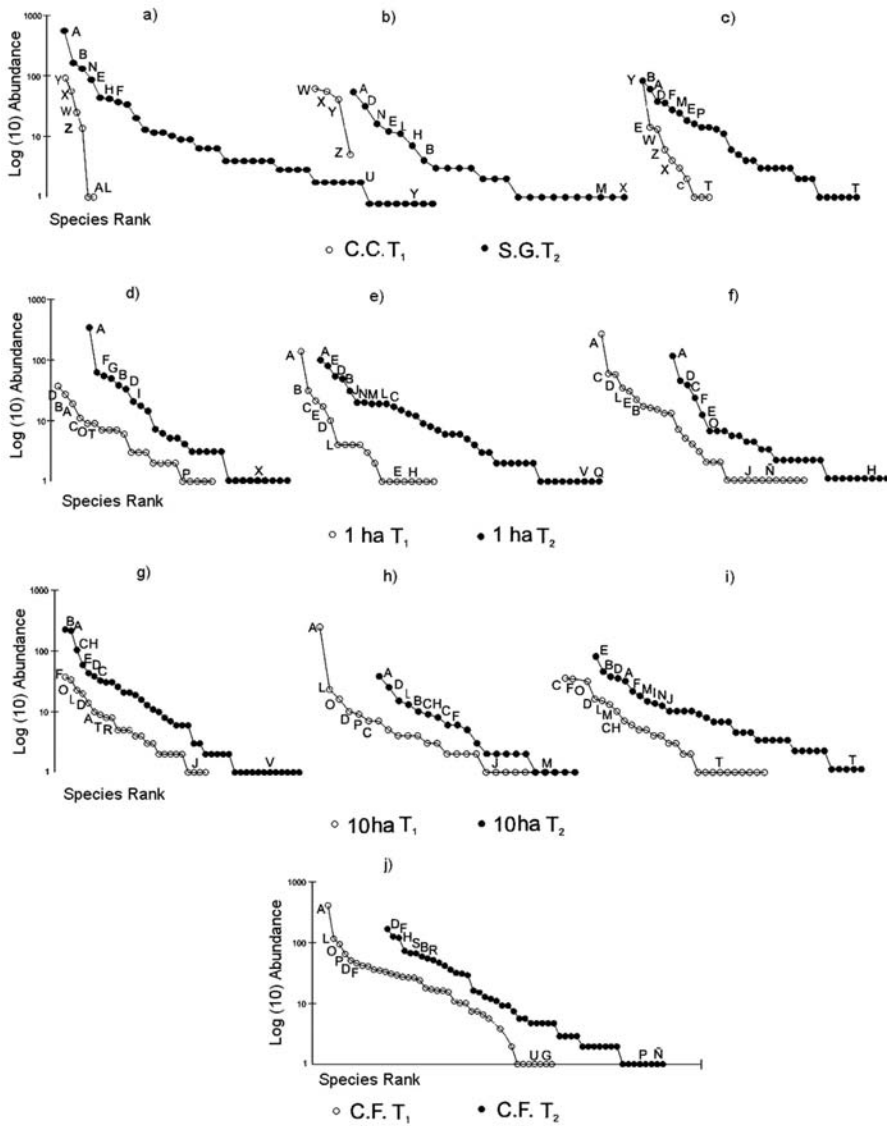 a)
b)
c)
Log (10) Abundance
1000
100
10
1
A
B
N
E
H F
Y
X
W
Z
AL
U
Y
W
X
Y
Z
A
D
N
E L
H
B
M X
Y
B
A
D
F
M
E P
E
W
Z
X
C
T
T
Species Rank
○ C.C.T₁ ● S.G.T₂
d)
e)
f)
Log (10) Abundance
1000
100
10
1
A
F
G
B
D
I
D
B
A
C
O T
P
X
A
B
C
E
D
L
E H
A
E
D
B
J
N M L C
V Q
A
C
D
L
E
B
J Ñ
A
D
C
F
E
O
H
Species Rank
○ 1 ha T₁ ● 1 ha T₂
g)
h)
i)
Log (10) Abundance
1000
100
10
1
B A
CH
E
D
C
F
O
L
D
A
T
R
J
V
A
L
O
D
P
C
J
A
D
L
B
CH
C
F
M
E
B
D
A
F
M I N J
C F O
D
L
M
CH
T
T
Species Rank
○ 10ha T₁ ● 10ha T₂
j)
Log (10) Abundance
1000
100
10
1
A
L
O
P
D F
U G
D F
H
S
B R
P Ñ
Species Rank
○ C.F. T₁ ● C.F. T₂